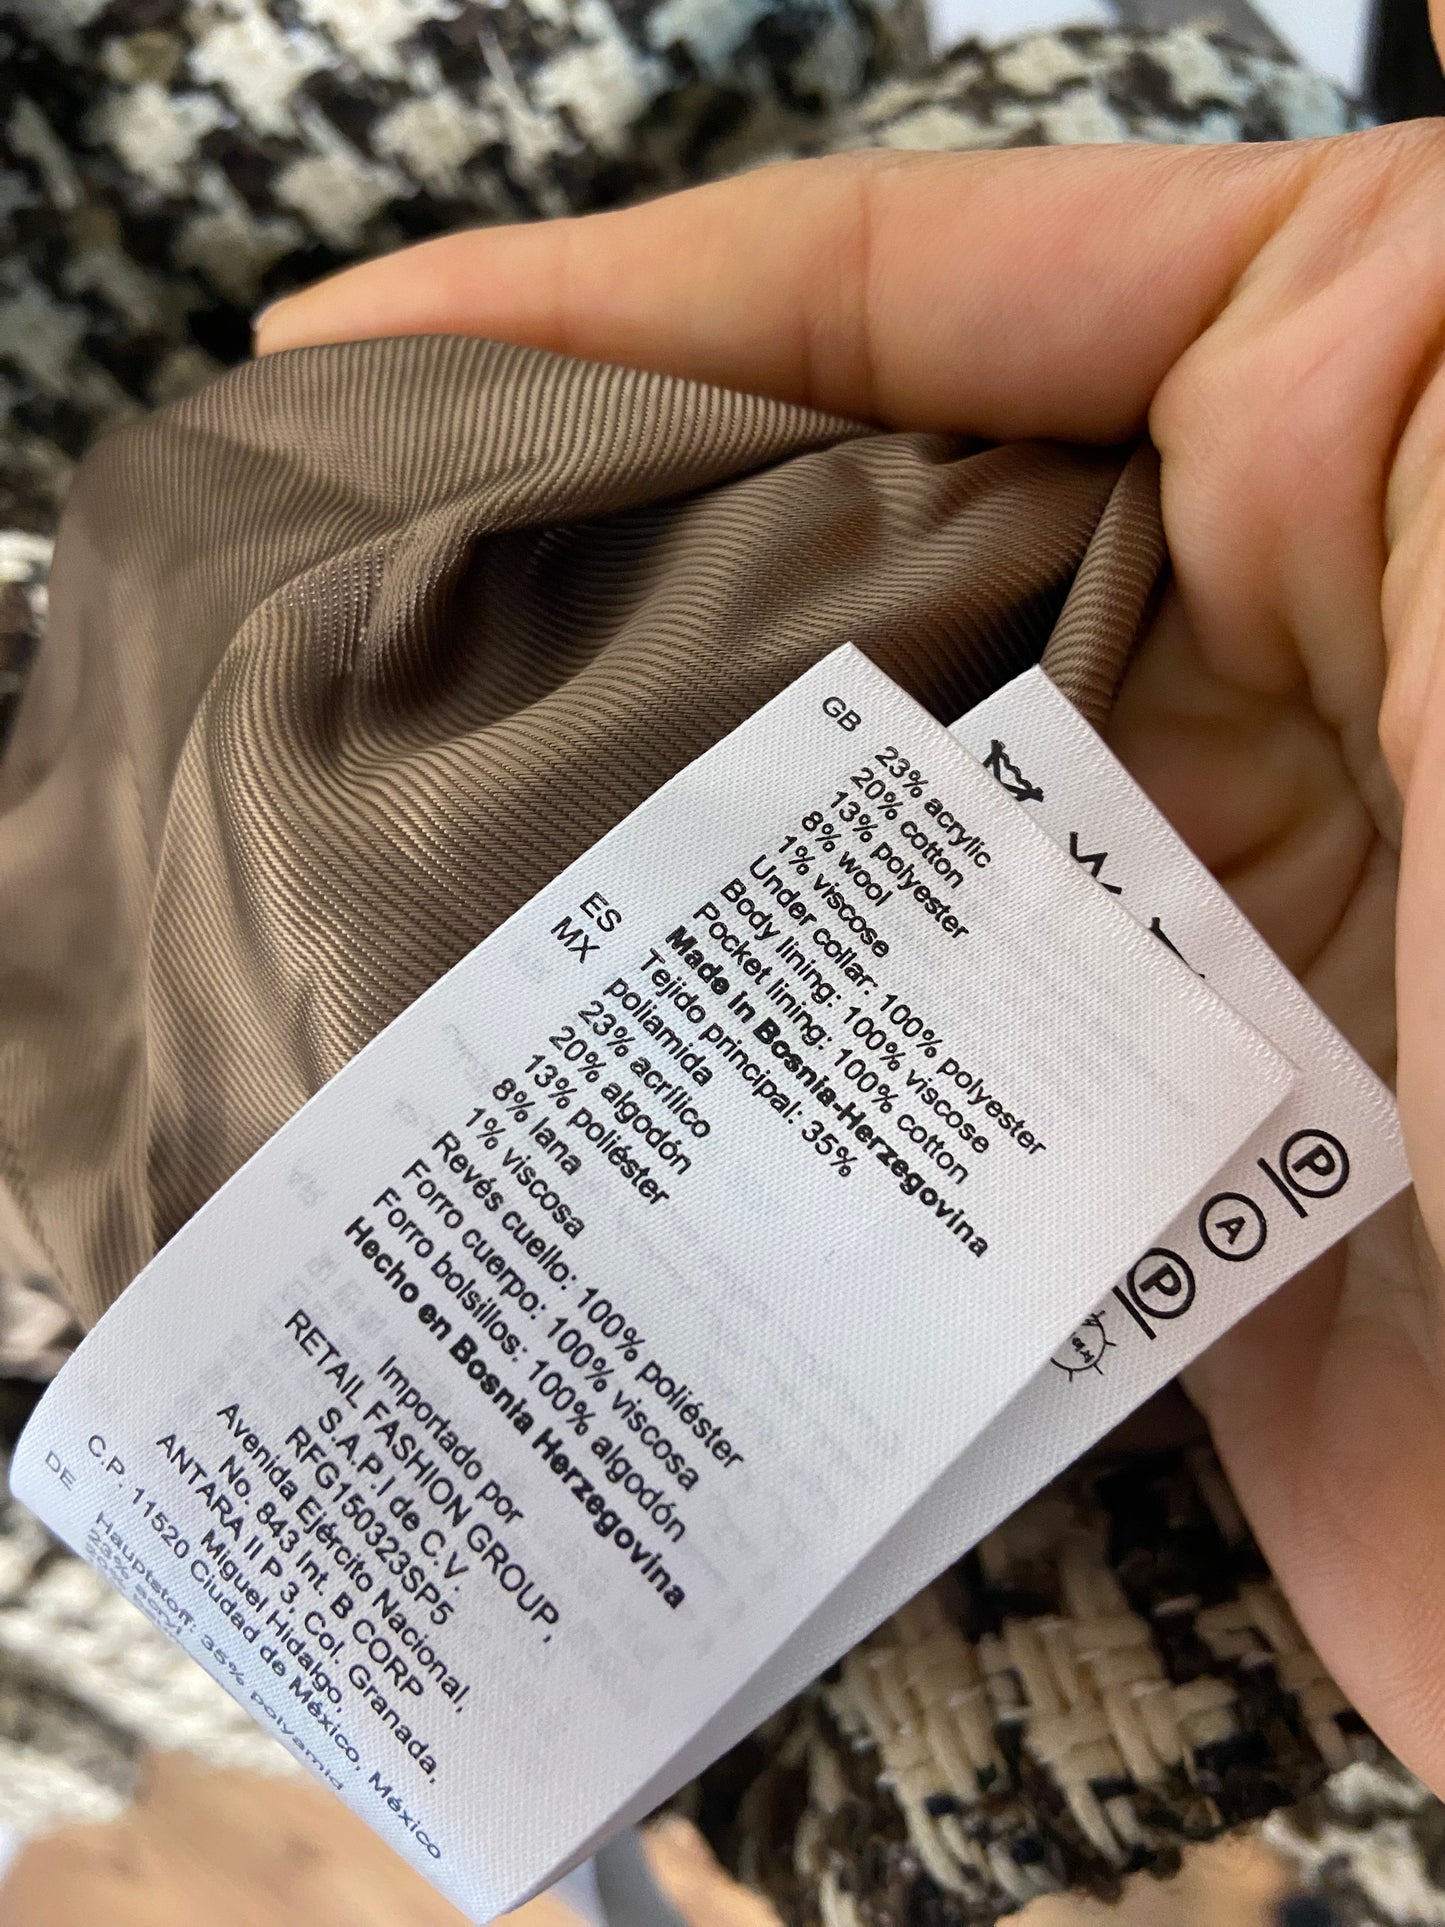 GB
23% acrylic
20% cotton
13% polyester
8% wool
1% viscose
Under collar: 100% polyester
Body lining: 100% viscose
Pocket lining: 100% cotton
Made in Bosnia-Herzegovina
ES
MX
Tejido principal: 35%
poliamida
23% acrílico
20% algodón
13% poliéster
8% lana
1% viscosa
Revés cuello: 100% poliéster
Forro cuerpo: 100% viscosa
Forro bolsillos: 100% algodón
Hecho en Bosnia Herzegovina
Importado por
RETAIL FASHION GROUP,
S.A.P.I de C.V.
RFG150323SP5
Avenida Ejército Nacional,
No. 843 Int. B CORP
ANTARA II P 3, Col. Granada,
Miguel Hidalgo,
C.P. 11520 Ciudad de México, México
DE
Hauptstoff: 35% polyamid
P
A
P